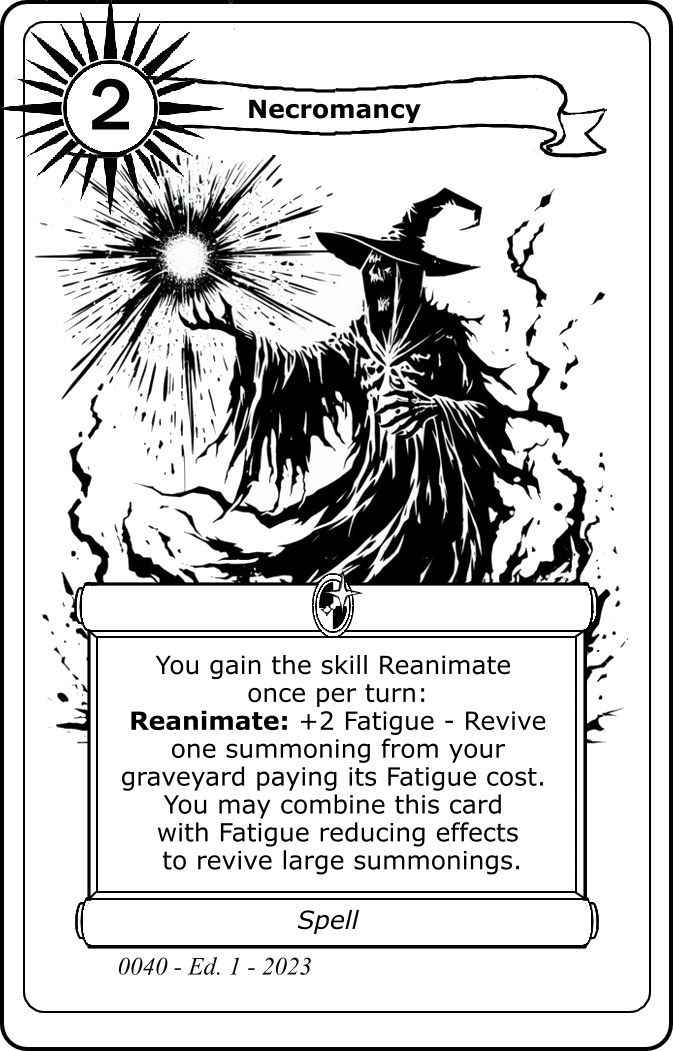 2
Necromancy
You gain the skill Reanimate
once per turn:
Reanimate: +2 Fatigue - Revive
one summoning from your
graveyard paying its Fatigue cost.
You may combine this card
with Fatigue reducing effects
to revive large summonings.
Spell
0040 - Ed. 1 - 2023